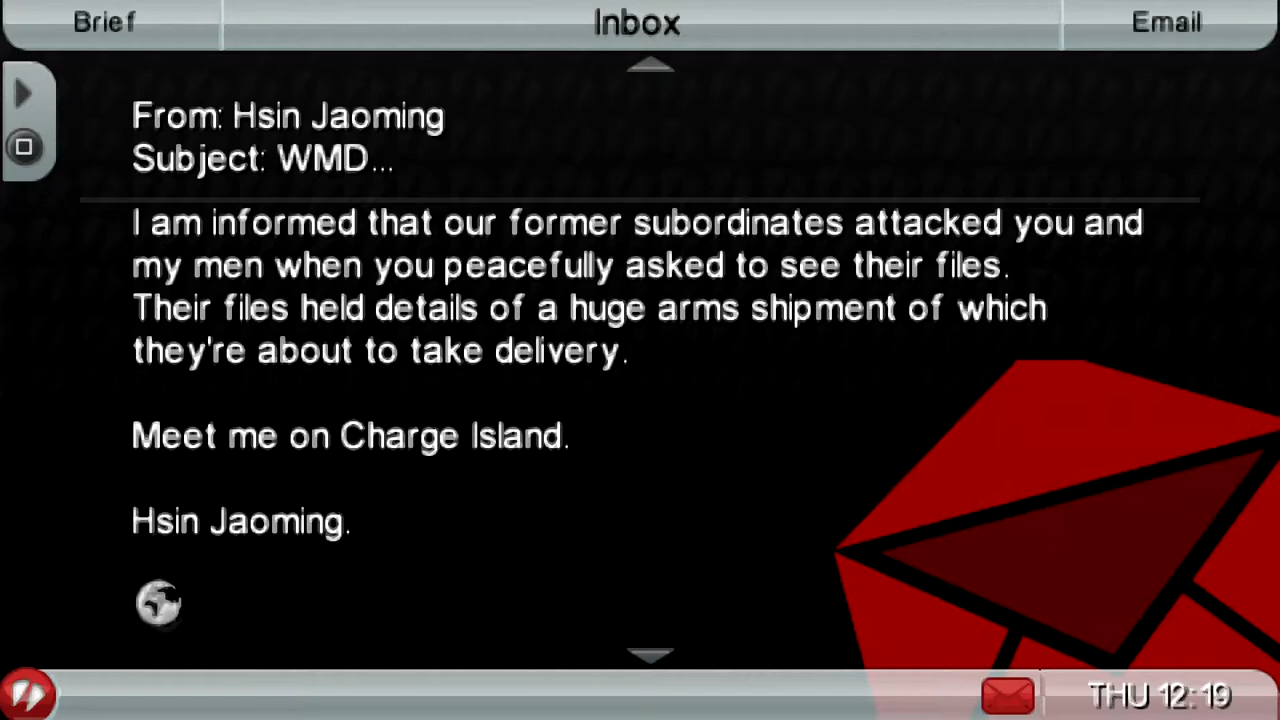 Brief
Inbox
Email
From: Hsin Jaoming
Subject: WMD...
I am informed that our former subordinates attacked you and
my men when you peacefully asked to see their files.
Their files held details of a huge arms shipment of which
they're about to take delivery.
Meet me on Charge Island.
Hsin Jaoming.
THU 12:19